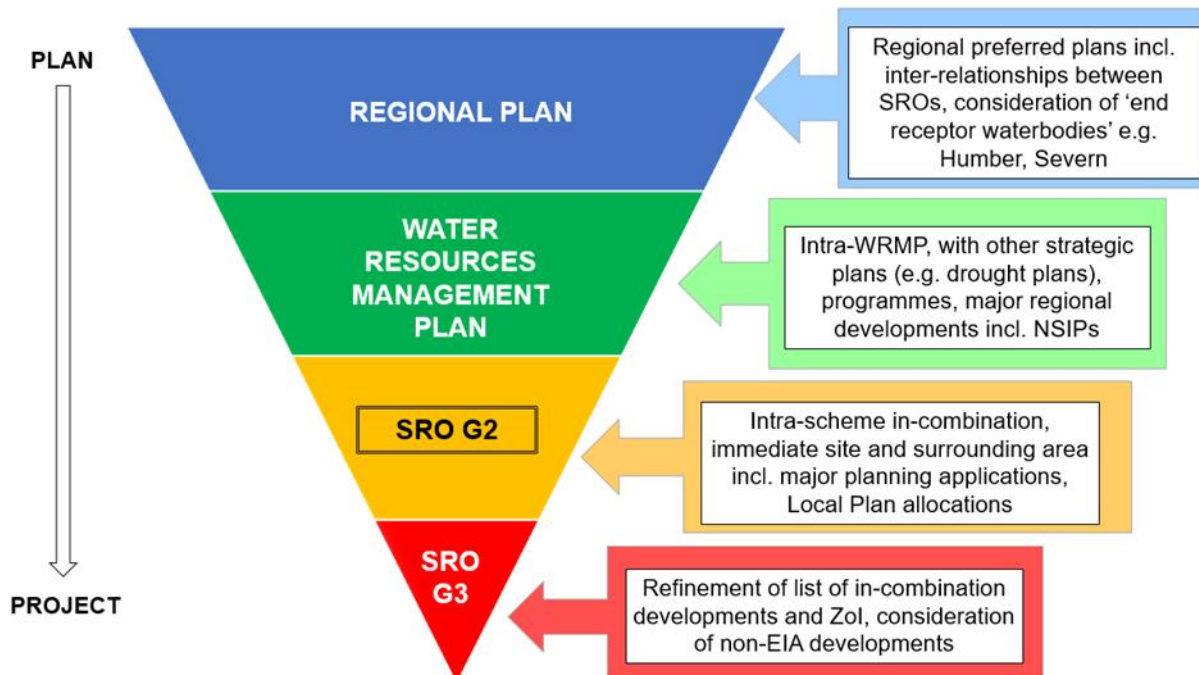 PLAN
REGIONAL PLAN
Regional preferred plans incl.
inter-relationships between
SROs, consideration of ‘end
receptor waterbodies’ e.g.
Humber, Severn
WATER
RESOURCES
MANAGEMENT
PLAN
Intra-WRMP, with other strategic
plans (e.g. drought plans),
programmes, major regional
developments incl. NSIPs
SRO G2
Intra-scheme in-combination,
immediate site and surrounding area
incl. major planning applications,
Local Plan allocations
SRO
G3
PROJECT
Refinement of list of in-combination
developments and ZoI, consideration
of non-EIA developments